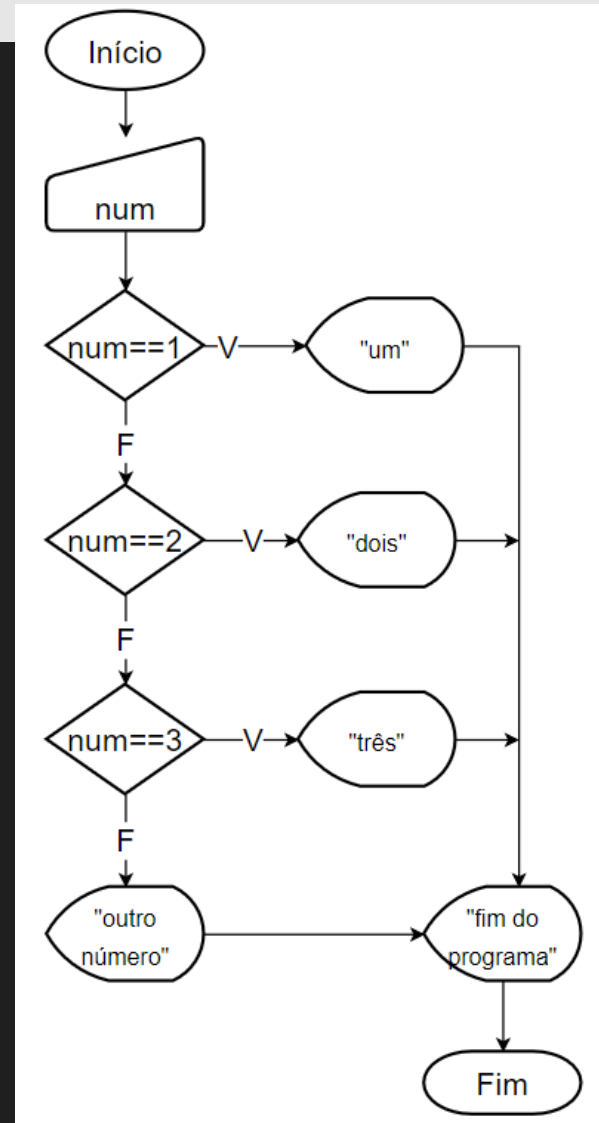 Início
num
num==1
V
"um"
F
num==2
V
"dois"
F
num==3
V
"três"
F
"outro
número"
"fim do
programa"
Fim